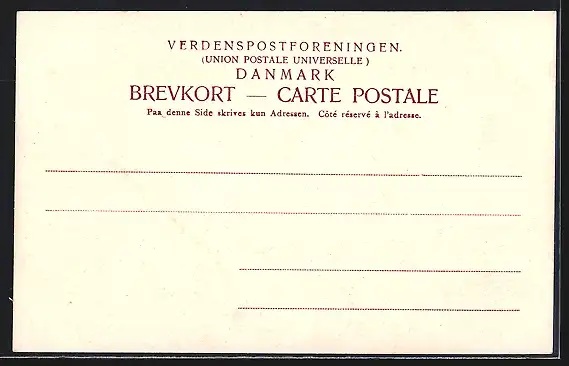 VERDENSPOSTFORENINGEN.
(UNION POSTALE UNIVERSELLE)
DANMARK
BREVKORT — CARTE POSTALE
Paa denne Side skrives kun Adressen. Côté réservé à l'adresse.